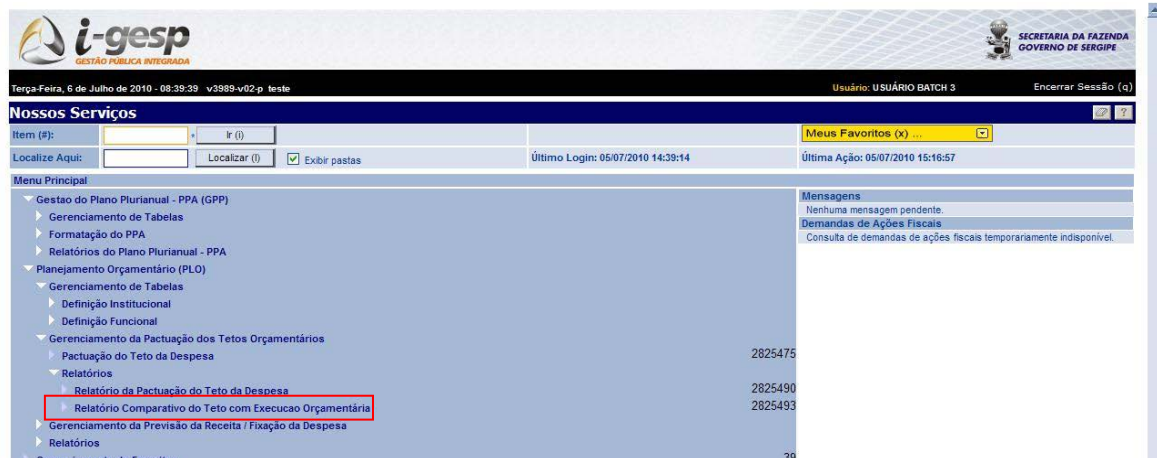 i-gesp
GESTÃO PÚBLICA INTEGRADA
SECRETARIA DA FAZENDA
GOVERNO DE SERGIPE
Terça-Feira, 6 de Julho de 2010 - 08:39:39 v3989-v02-p teste Usuário: USUÁRIO BATCH 3 Encerrar Sessão (q)
Nossos Serviços ?
Item (#): * Ir (i) Meus Favoritos (x) ...
Localize Aqui: Localizar (l) Exibir pastas Último Login: 05/07/2010 14:39:14 Última Ação: 05/07/2010 15:16:57
Menu Principal
Gestao do Plano Plurianual - PPA (GPP)
Gerenciamento de Tabelas
Formatação do PPA
Relatórios do Plano Plurianual - PPA
Planejamento Orçamentário (PLO)
Gerenciamento de Tabelas
Definição Institucional
Definição Funcional
Gerenciamento da Pactuação dos Tetos Orçamentários
Pactuação do Teto da Despesa 2825475
Relatórios
Relatório da Pactuação do Teto da Despesa 2825490
Relatório Comparativo do Teto com Execucao Orçamentária 2825493
Gerenciamento da Previsão da Receita / Fixação da Despesa
Relatórios
39
Mensagens
Nenhuma mensagem pendente.
Demandas de Ações Fiscais
Consulta de demandas de ações fiscais temporariamente indisponível.